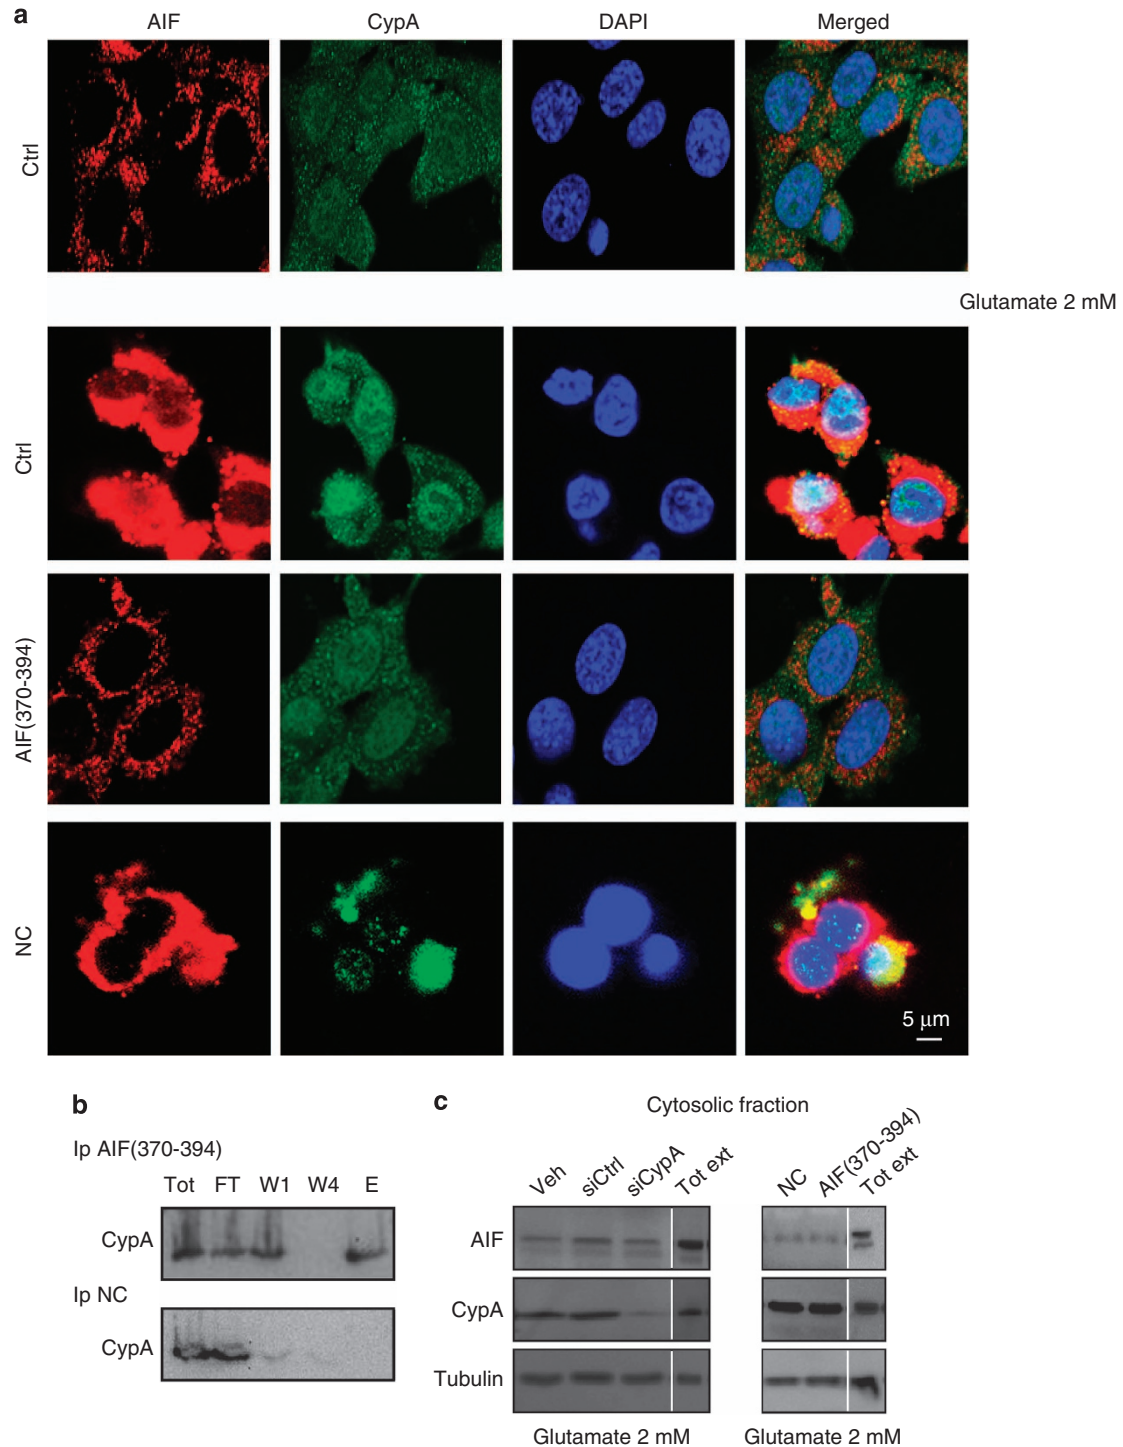 a
AIF CypA DAPI Merged
Ctrl
Glutamate 2 mM
Ctrl
AIF(370-394)
NC
5 μm
b
Ip AIF(370-394)
Tot FT W1 W4 E
CypA
Ip NC
CypA
c
Cytosolic fraction
Veh siCtrl siCypA Tot ext NC AIF(370-394) Tot ext
AIF
CypA
Tubulin
Glutamate 2 mM Glutamate 2 mM